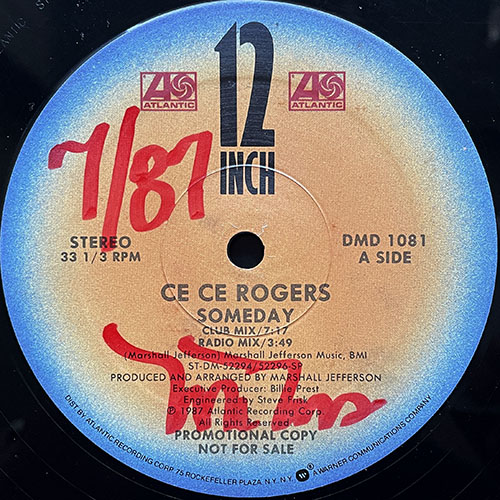 ATLANTIC
12
INCH
ATLANTIC
7/87
STEREO
33 1/3 RPM
DMD 1081
A SIDE
CE CE ROGERS
SOMEDAY
CLUB MIX/7:17
RADIO MIX/3:49
(Marshall Jefferson) Marshall Jefferson Music, BMI
ST-DM-52294/52296-SP
PRODUCED AND ARRANGED BY MARSHALL JEFFERSON
Executive Producer: Billie Prest
Engineered by Steve Frisk
℗ 1987 Atlantic Recording Corp.
All Rights Reserved.
PROMOTIONAL COPY
NOT FOR SALE
DIST. BY ATLANTIC RECORDING CORP. 75 ROCKEFELLER PLAZA, N.Y. N.Y. ® A WARNER COMMUNICATIONS COMPANY